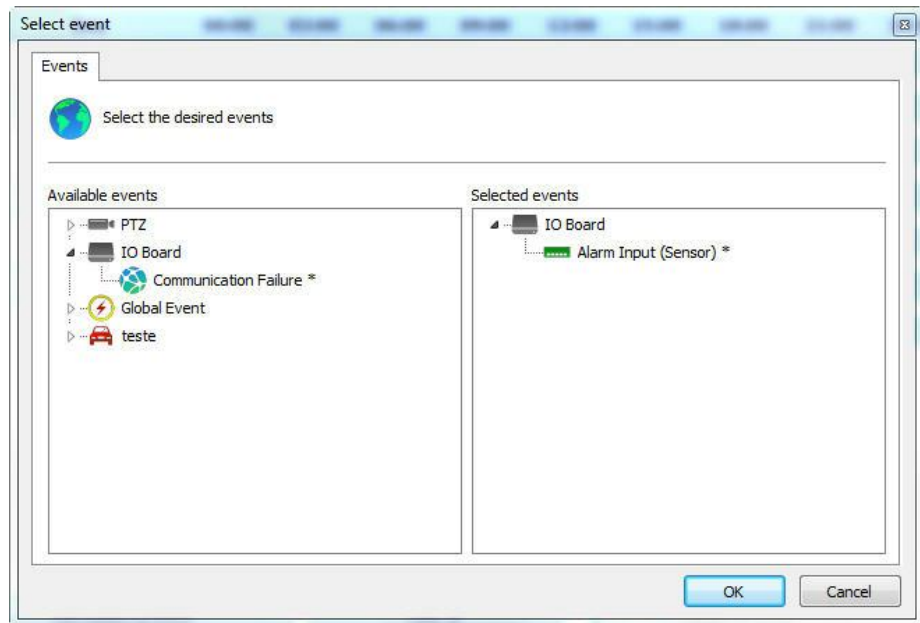 Select event
Events
Select the desired events
Available events
PTZ
IO Board
Communication Failure *
Global Event
teste
Selected events
IO Board
Alarm Input (Sensor) *
OK
Cancel